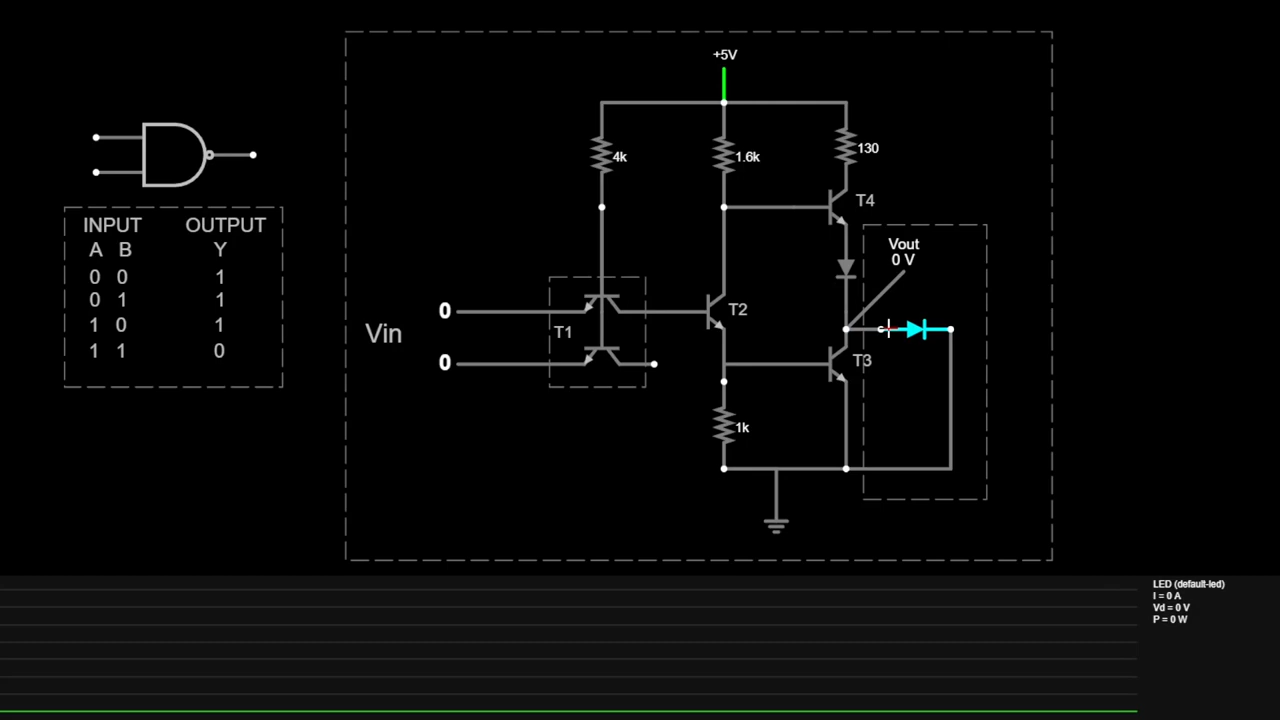 +5V
4k
1.6k
130
T4
INPUT OUTPUT
A B Y
0 0 1
0 1 1
1 0 1
1 1 0
Vout
0 V
0
T2
Vin
T1
0
T3
1k
LED (default-led)
I = 0 A
Vd = 0 V
P = 0 W